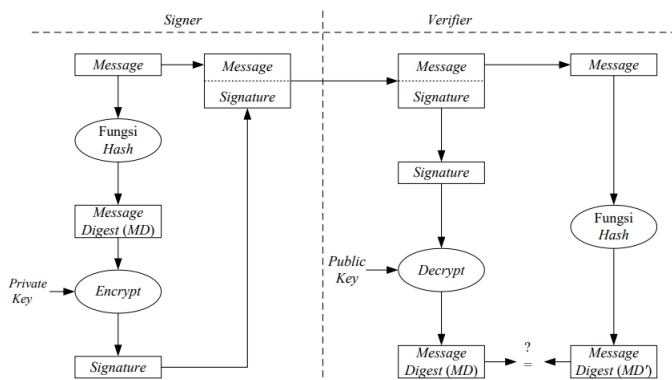 Signer
Verifier
Message
Message
Signature
Message
Signature
Message
Fungsi
Hash
Signature
Message
Digest (MD)
Fungsi
Hash
Private
Key
Encrypt
Public
Key
Decrypt
Signature
Message
Digest (MD)
?
=
Message
Digest (MD')